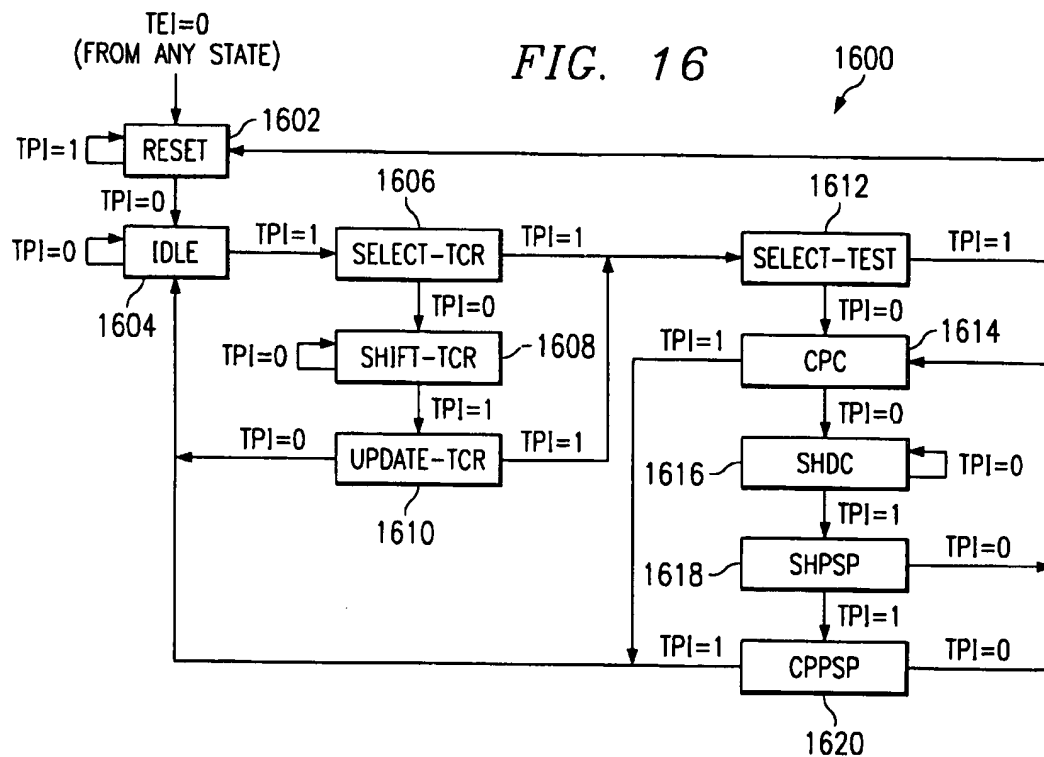 TEI=0
(FROM ANY STATE)
FIG. 16
1600
1602
TPI=1
RESET
TPI=0
1606
1612
TPI=0
IDLE
TPI=1
SELECT-TCR
TPI=1
SELECT-TEST
TPI=1
1604
TPI=0
TPI=0
TPI=0
SHIFT-TCR
1608
TPI=1
CPC
1614
TPI=1
TPI=0
TPI=0
UPDATE-TCR
TPI=1
1616
SHDC
TPI=0
1610
TPI=1
1618
SHPSP
TPI=0
TPI=1
TPI=1
CPPSP
TPI=0
1620